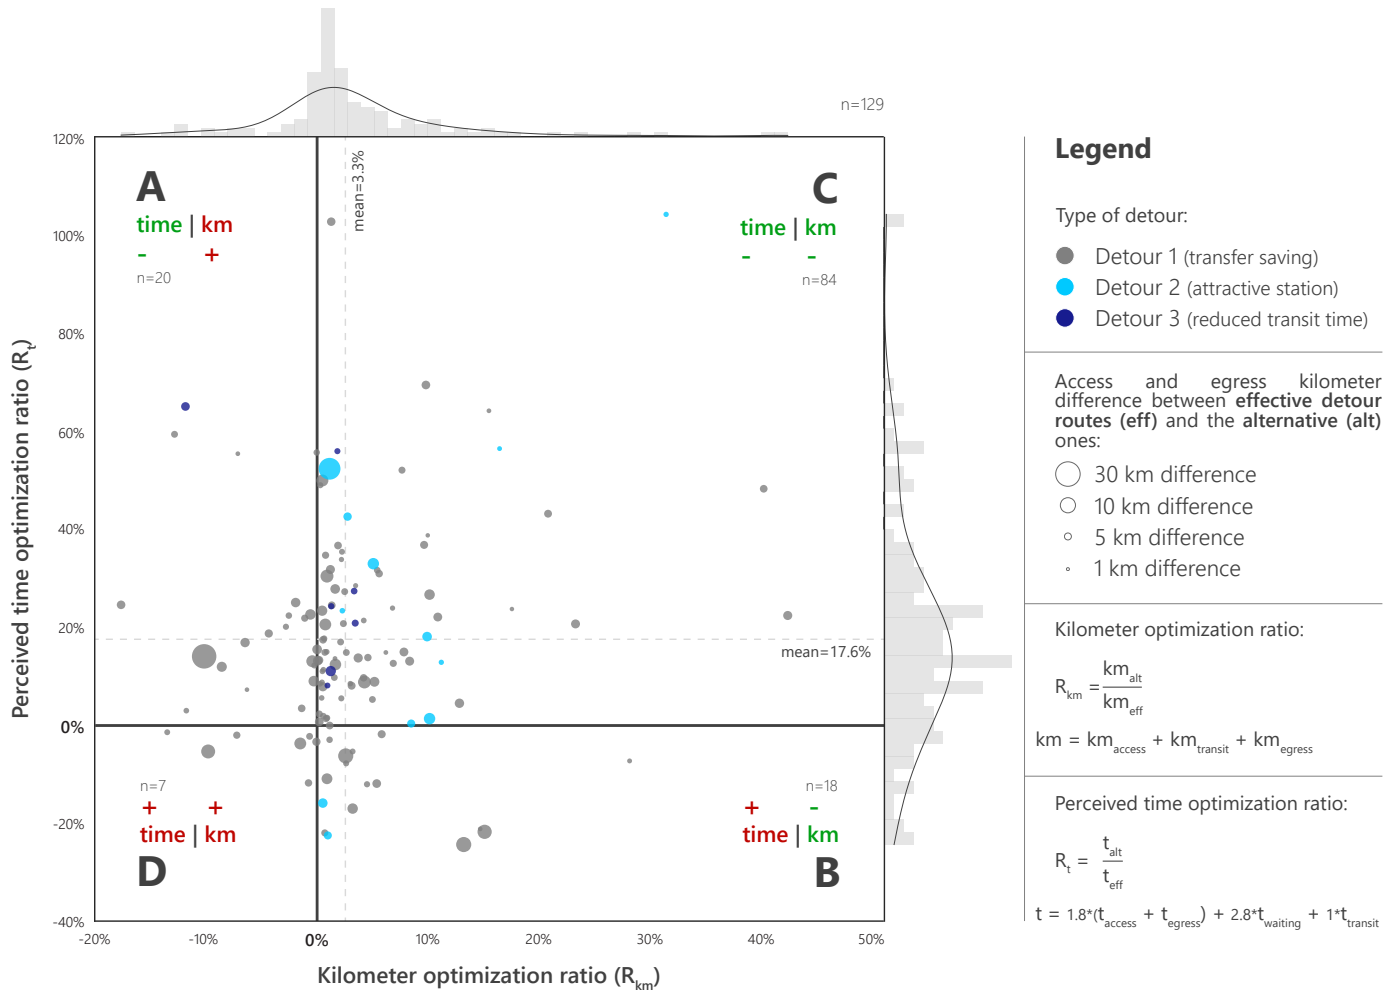 n=129
120%
100%
80%
60%
40%
20%
0%
-20%
-40%
Perceived time optimization ratio (Rt)
A
time | km
- +
n=20
mean=3.3%
C
time | km
- -
n=84
mean=17.6%
n=7
+ +
time | km
D
n=18
+ -
time | km
B
-20%
-10%
0%
10%
20%
30%
40%
50%
Kilometer optimization ratio (Rkm)
Legend
Type of detour:
Detour 1 (transfer saving)
Detour 2 (attractive station)
Detour 3 (reduced transit time)
Access and egress kilometer
difference between effective detour
routes (eff) and the alternative (alt)
ones:
30 km difference
10 km difference
5 km difference
1 km difference
Kilometer optimization ratio:
Rkm = kmalt
kmeff
km = kmaccess + kmtransit + kmegress
Perceived time optimization ratio:
Rt = talt
teff
t = 1.8*(taccess + tegress) + 2.8*twaiting + 1*ttransit